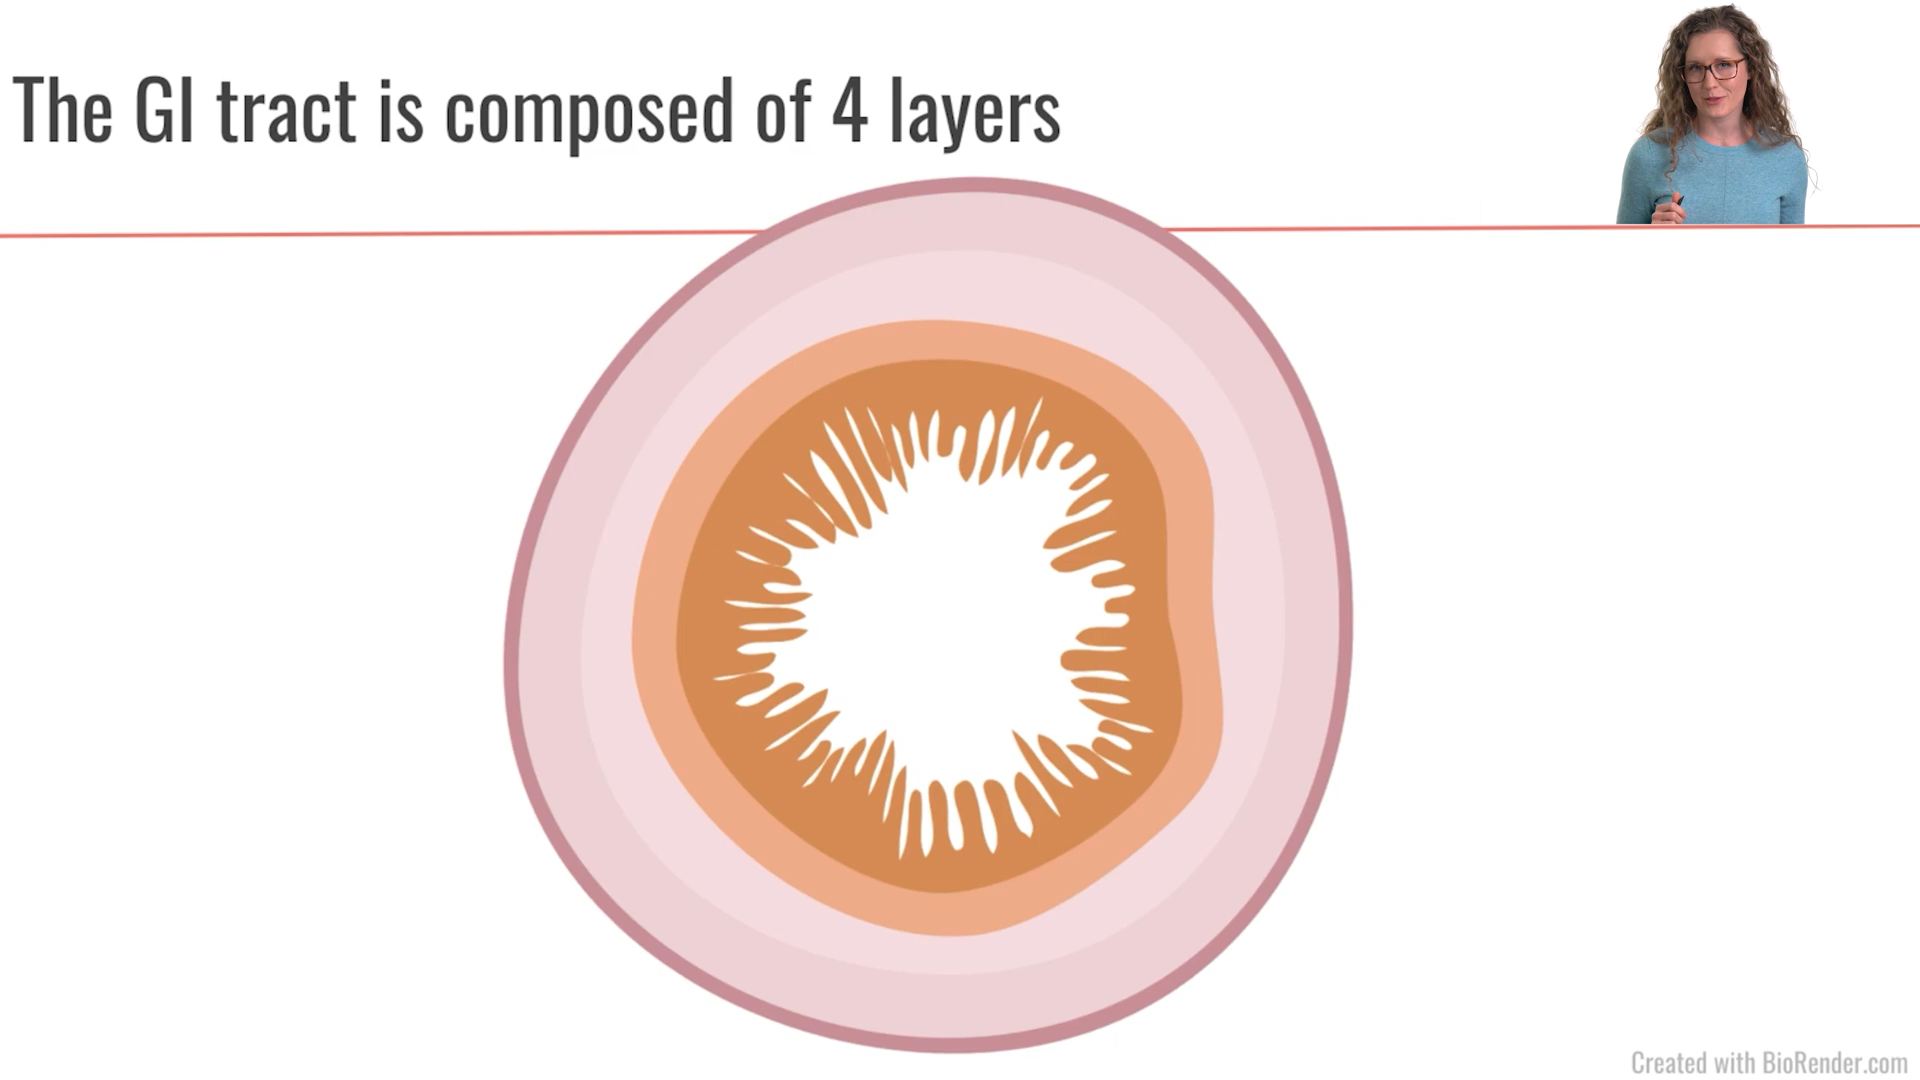 The GI tract is composed of 4 layers
Created with BioRender.com